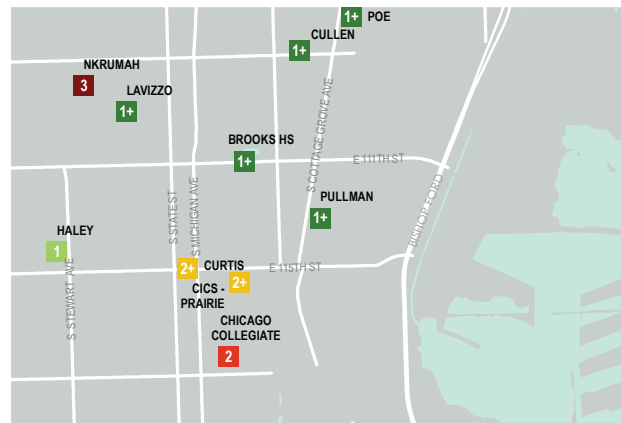 1+
POE
CULLEN
1+
NKRUMAH
3
LAVIZZO
1+
S COTTAGE GROVE AVE
BROOKS HS
1+
E 111TH ST
BISHOP FORD
PULLMAN
1+
S STATE ST
S MICHIGAN AVE
HALEY
1
S STEWART AVE
2+
CURTIS
E 115TH ST
2+
CICS -
PRAIRIE
CHICAGO
COLLEGIATE
2